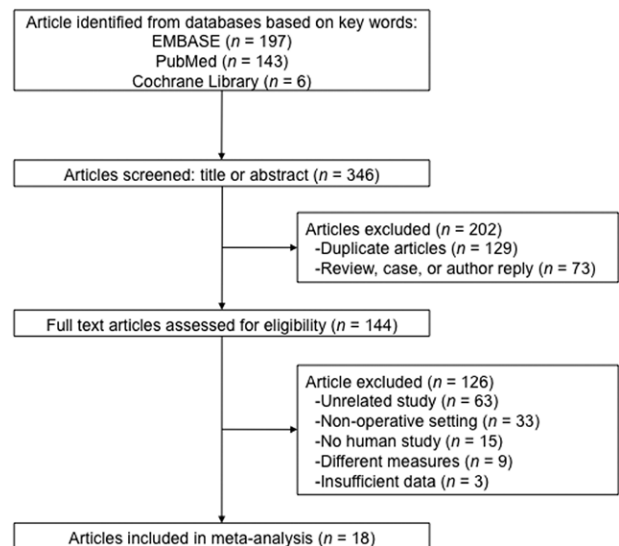 Article identified from databases based on key words:
EMBASE (n = 197)
PubMed (n = 143)
Cochrane Library (n = 6)
Articles screened: title or abstract (n = 346)
Articles excluded (n = 202)
-Duplicate articles (n = 129)
-Review, case, or author reply (n = 73)
Full text articles assessed for eligibility (n = 144)
Article excluded (n = 126)
-Unrelated study (n = 63)
-Non-operative setting (n = 33)
-No human study (n = 15)
-Different measures (n = 9)
-Insufficient data (n = 3)
Articles included in meta-analysis (n = 18)